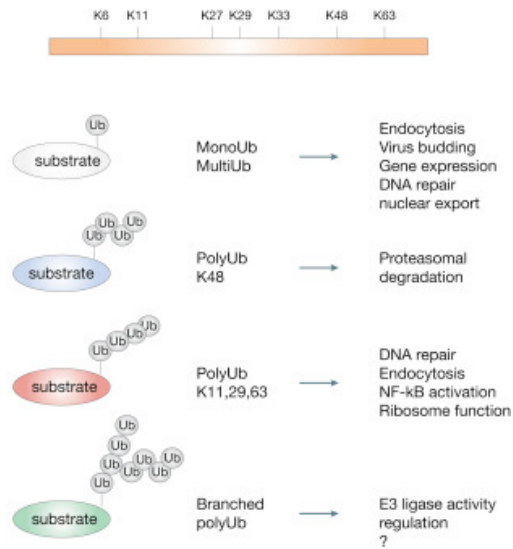 K6 K11 K27 K29 K33 K48 K63
Ub
substrate
MonoUb
MultiUb
Endocytosis
Virus budding
Gene expression
DNA repair
nuclear export
Ub Ub
Ub Ub
substrate
PolyUb
K48
Proteasomal
degradation
Ub Ub Ub Ub
substrate
PolyUb
K11,29,63
DNA repair
Endocytosis
NF-kB activation
Ribosome function
Ub
Ub
Ub Ub Ub
Ub Ub
Ub
substrate
Branched
polyUb
E3 ligase activity
regulation
?